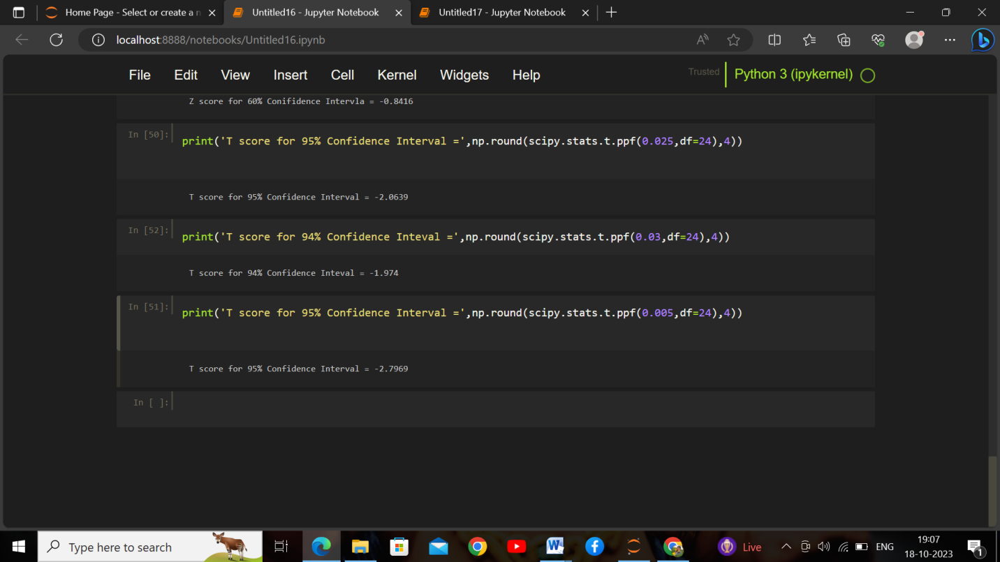 Home Page - Select or create a n
Untitled16 - Jupyter Notebook
Untitled17 - Jupyter Notebook
localhost:8888/notebooks/Untitled16.ipynb
File Edit View Insert Cell Kernel Widgets Help
Trusted
Python 3 (ipykernel)
Z score for 60% Conifidence Intervla = -0.8416
In [50]:
print('T score for 95% Confidence Interval =',np.round(scipy.stats.t.ppf(0.025,df=24),4))
T score for 95% Confidence Interval = -2.0639
In [52]:
print('T score for 94% Confidence Inteval =',np.round(scipy.stats.t.ppf(0.03,df=24),4))
T score for 94% Confidence Inteval = -1.974
In [51]:
print('T score for 95% Confidence Interval =',np.round(scipy.stats.t.ppf(0.005,df=24),4))
T score for 95% Confidence Interval = -2.7969
In [ ]:
Type here to search
Live
ENG
19:07
18-10-2023
1